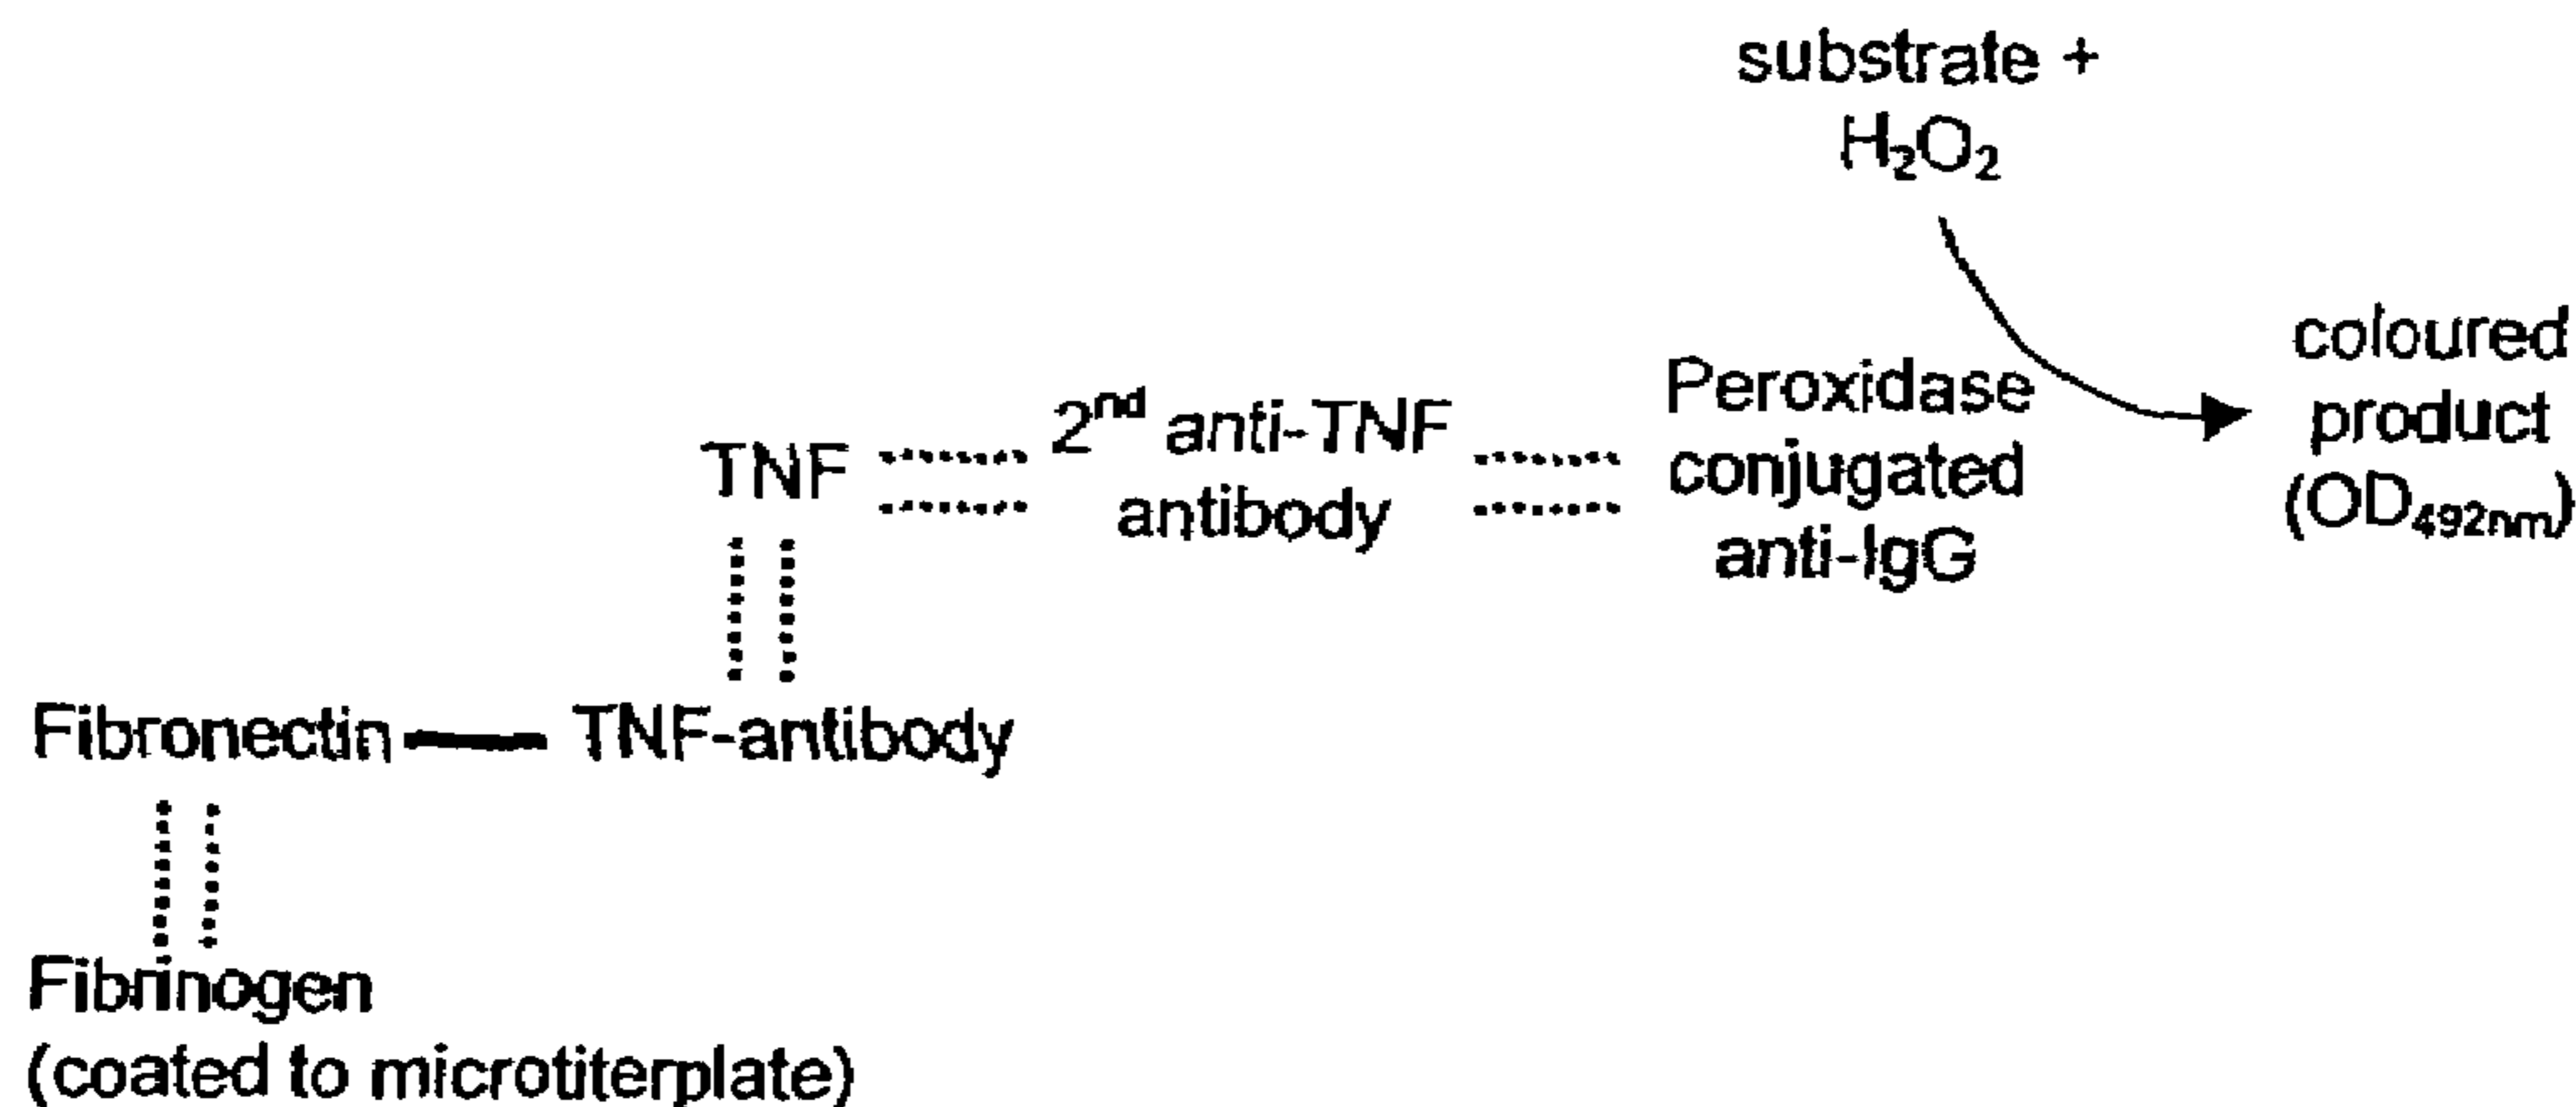 substrate +
H₂O₂
coloured
product
(OD₄₉₂ₙₘ)
Peroxidase
conjugated
anti-IgG
2ⁿᵈ anti-TNF
antibody
TNF
Fibronectin — TNF-antibody
Fibrinogen
(coated to microtiterplate)